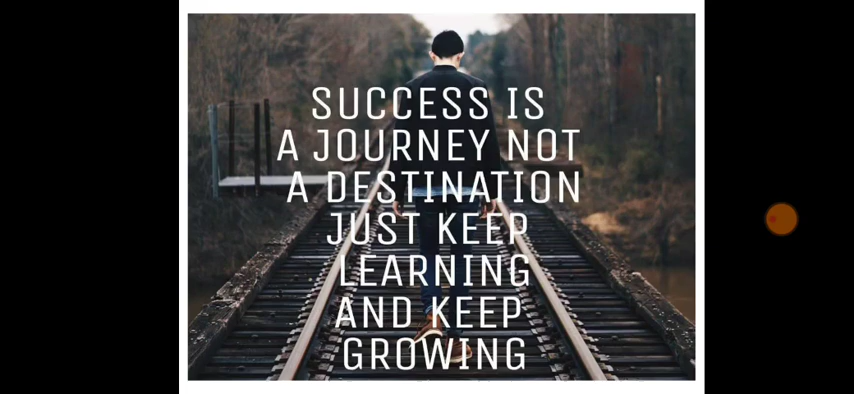 SUCCESS IS
A JOURNEY NOT
A DESTINATION
JUST KEEP
LEARNING
AND KEEP
GROWING